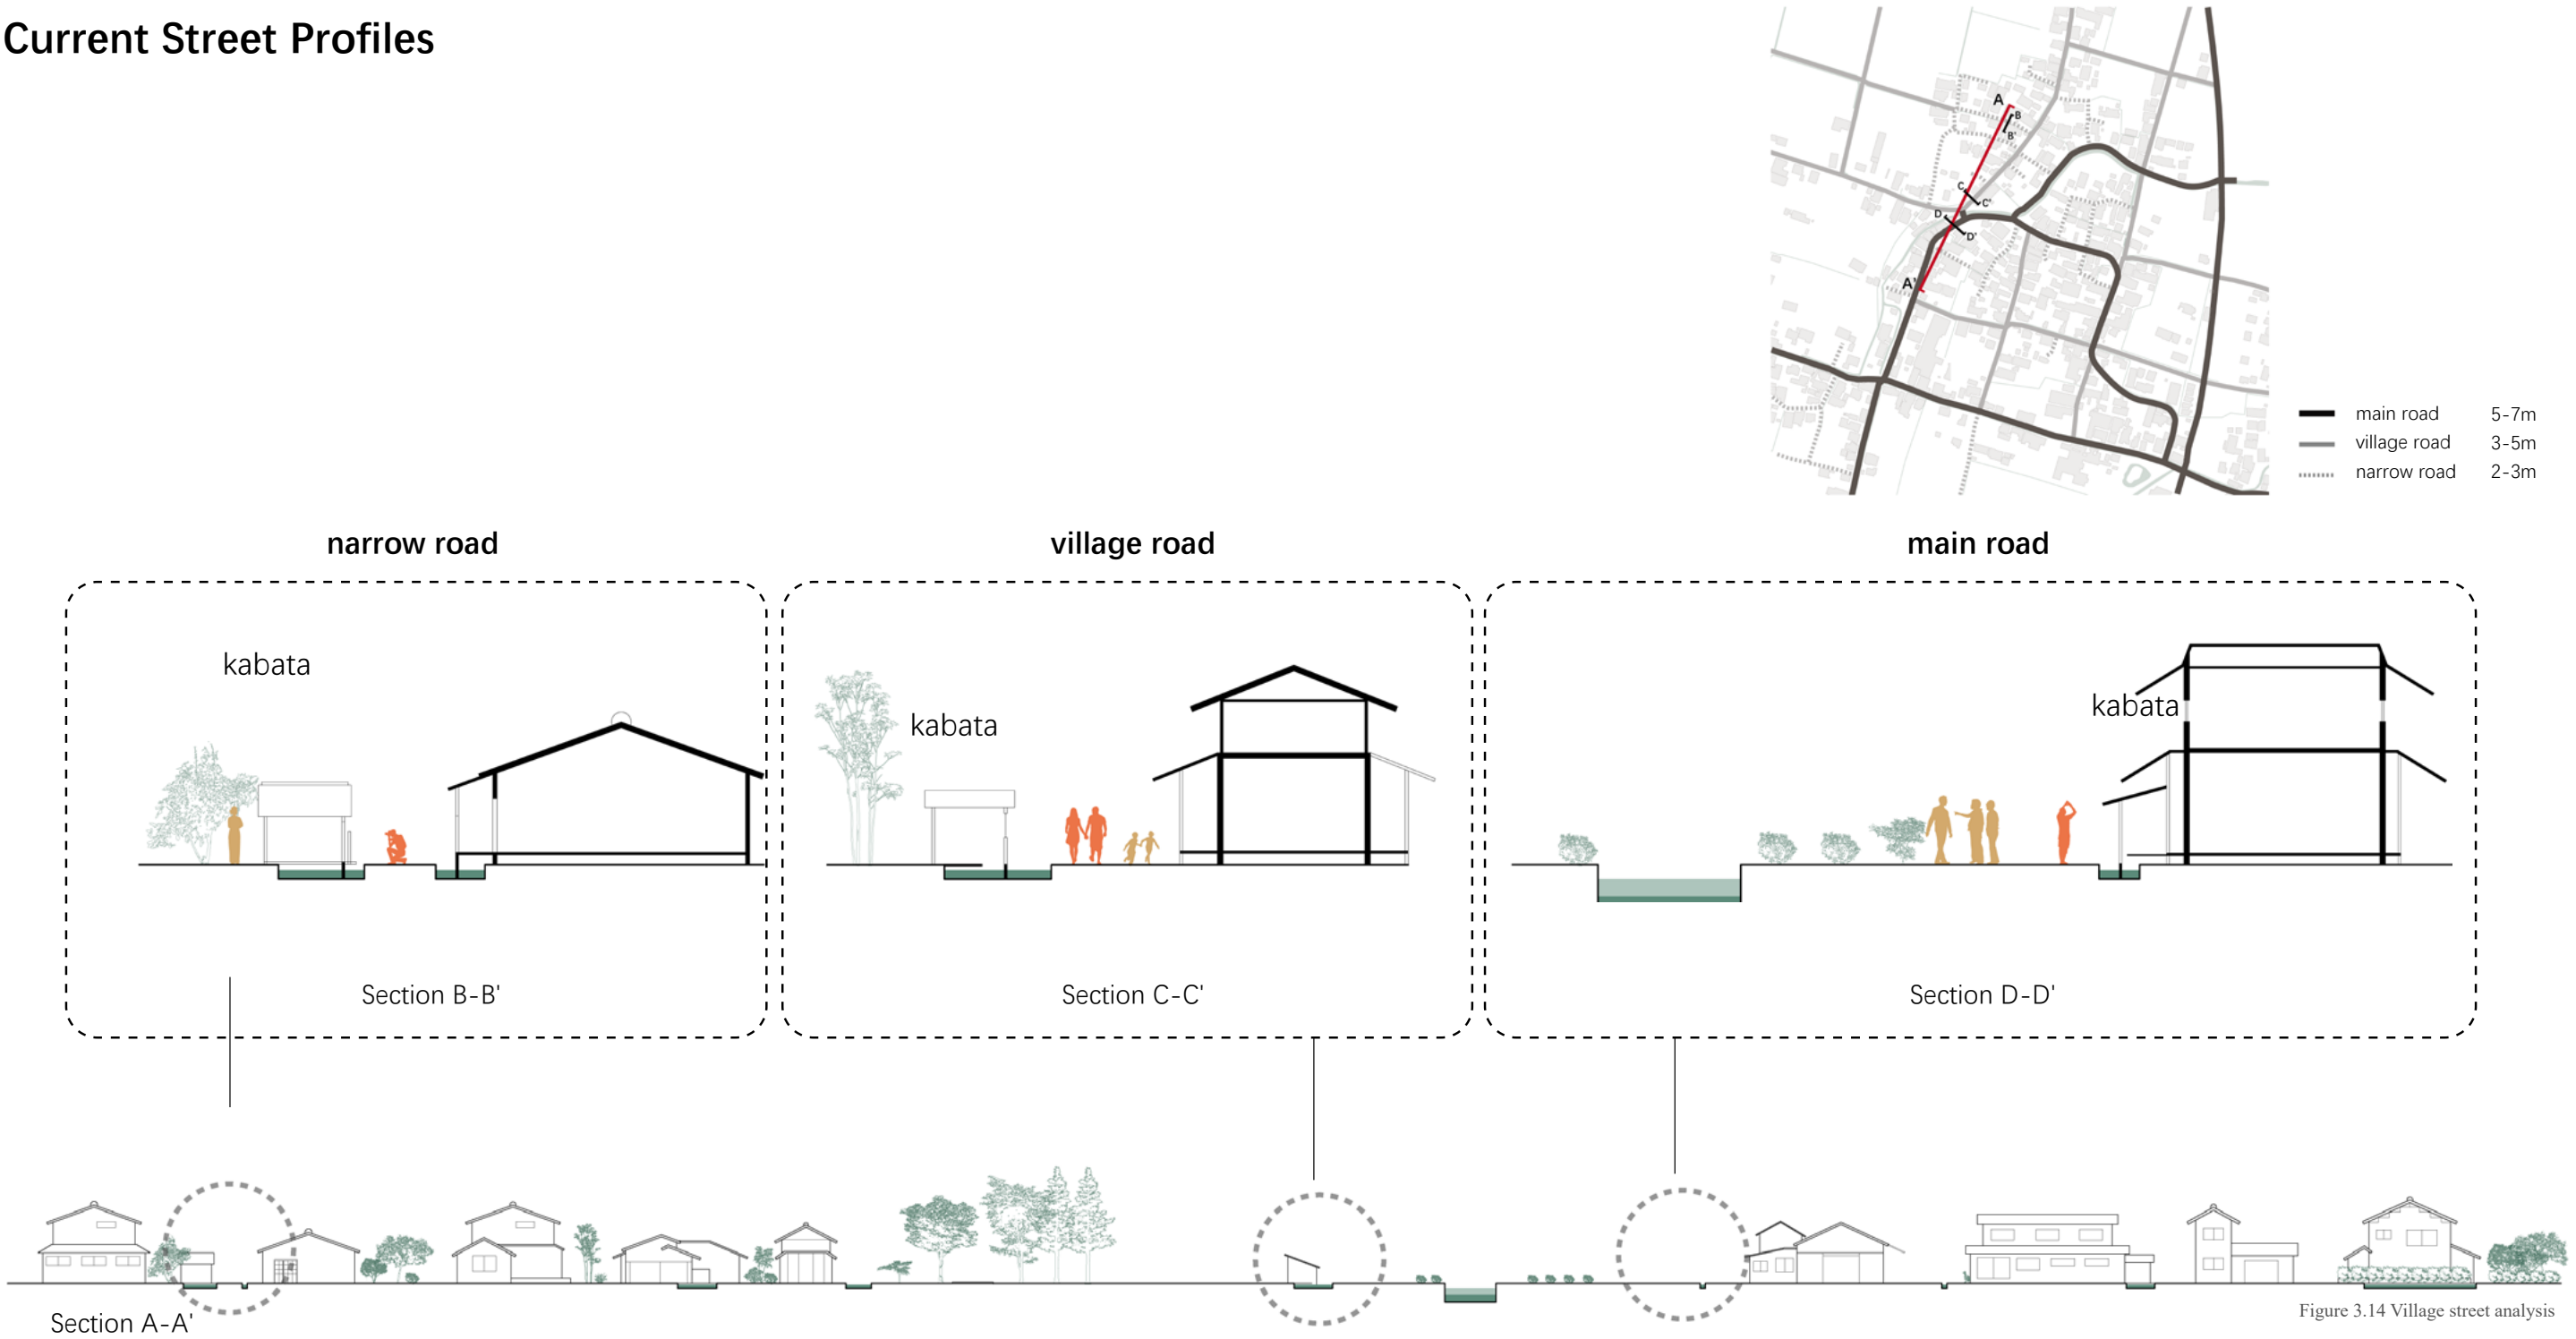 Current Street Profiles
A
B
B'
C
C'
D
D'
A'
main road 5-7m
village road 3-5m
narrow road 2-3m
narrow road
village road
main road
kabata
kabata
kabata
Section B-B'
Section C-C'
Section D-D'
Section A-A'
Figure 3.14 Village street analysis